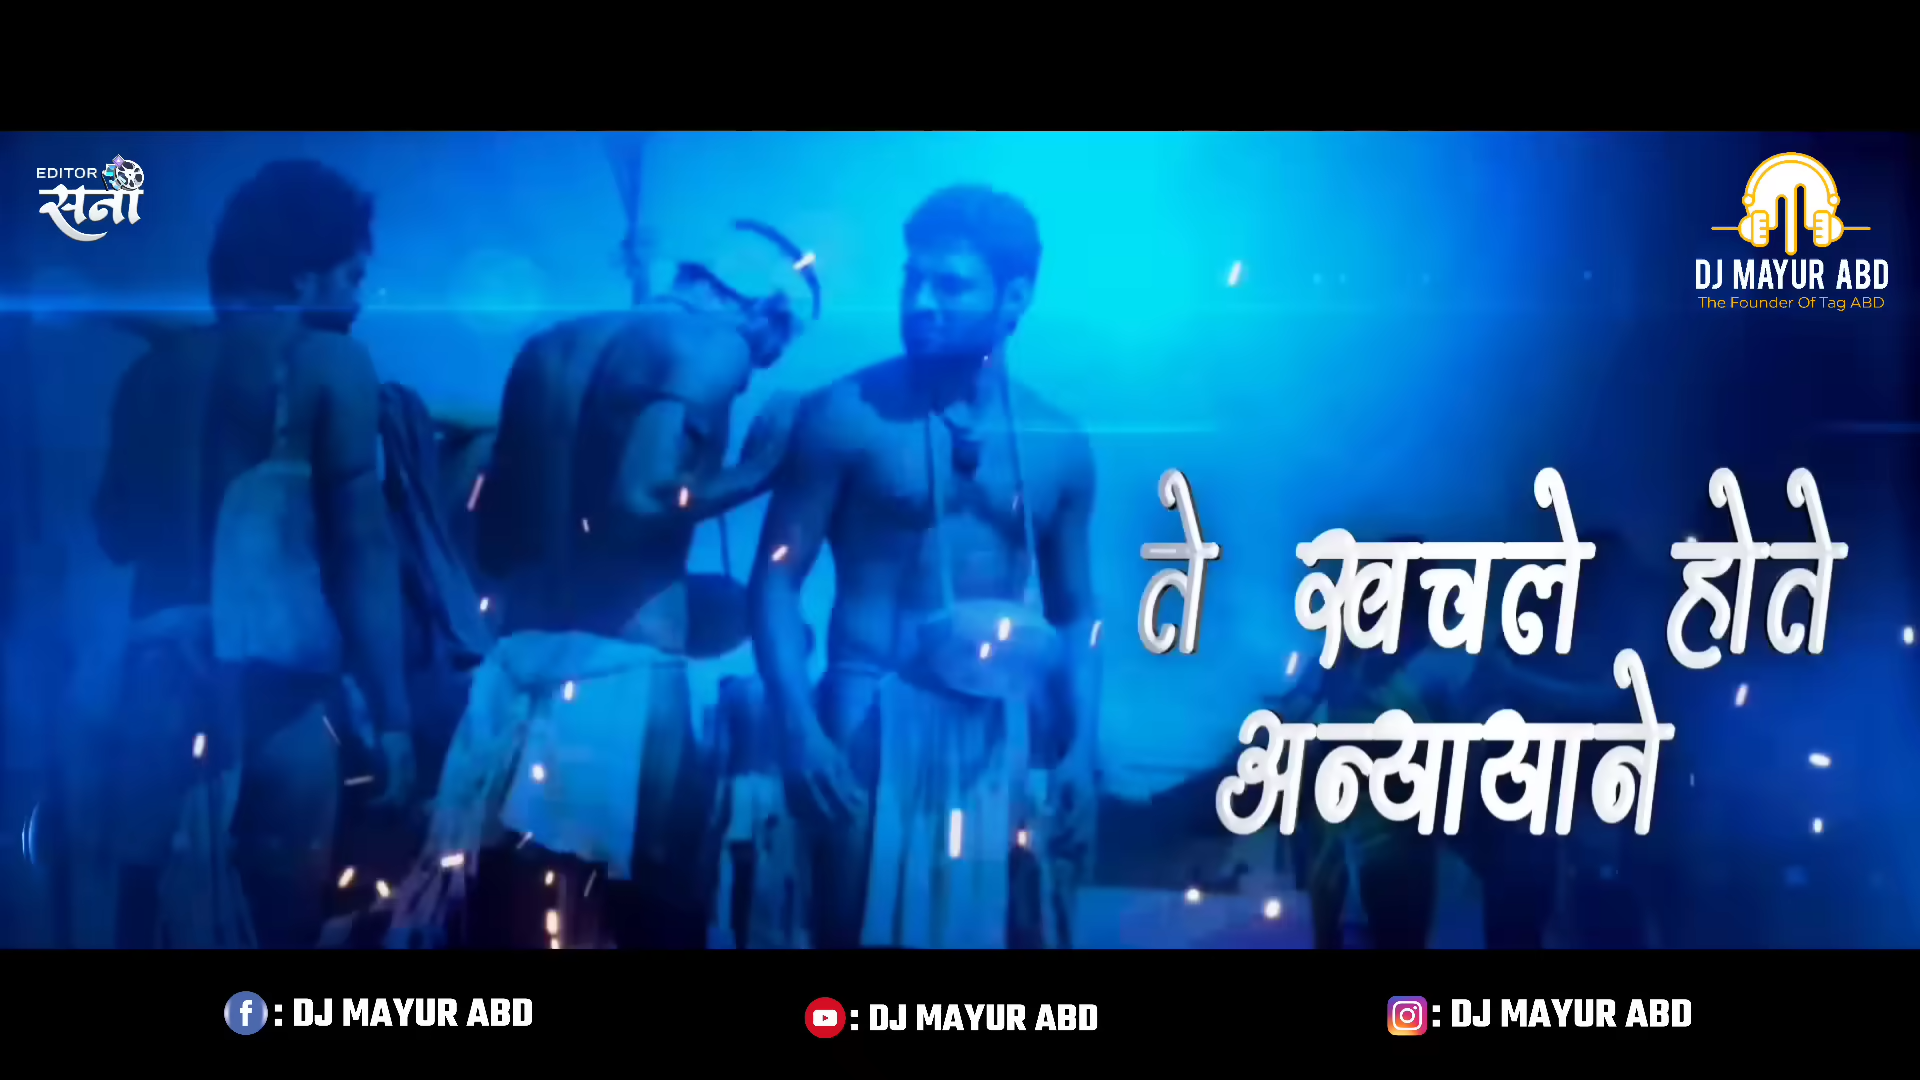 EDITOR
सनी
DJ MAYUR ABD
The Founder Of Tag ABD
ते खचले होते
अन्यायाने
: DJ MAYUR ABD
: DJ MAYUR ABD
: DJ MAYUR ABD